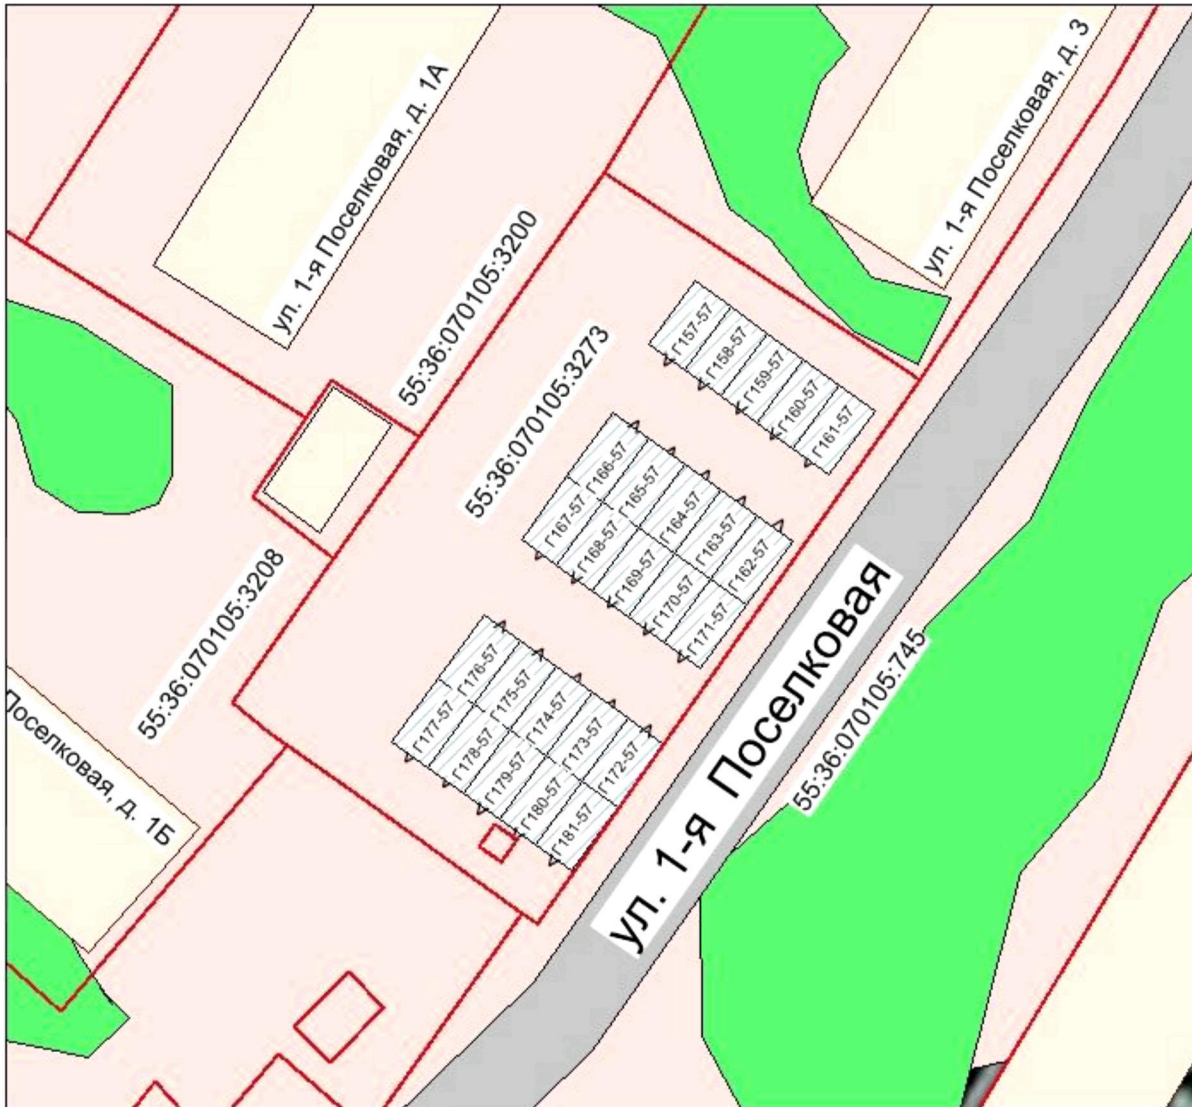 ул. 1-я Поселковая, д. 1А
ул. 1-я Поселковая, д. 3
55:36:070105:3200
55:36:070105:3273
Г157-57
Г158-57
Г159-57
Г160-57
Г161-57
Г166-57
Г165-57
Г164-57
Г163-57
Г162-57
Г167-57
Г168-57
Г169-57
Г170-57
Г171-57
55:36:070105:3208
Г176-57
Г175-57
Г174-57
Г173-57
Г172-57
Г177-57
Г178-57
Г179-57
Г180-57
Г181-57
Поселковая, д. 1Б
ул. 1-я Поселковая
55:36:070105:745